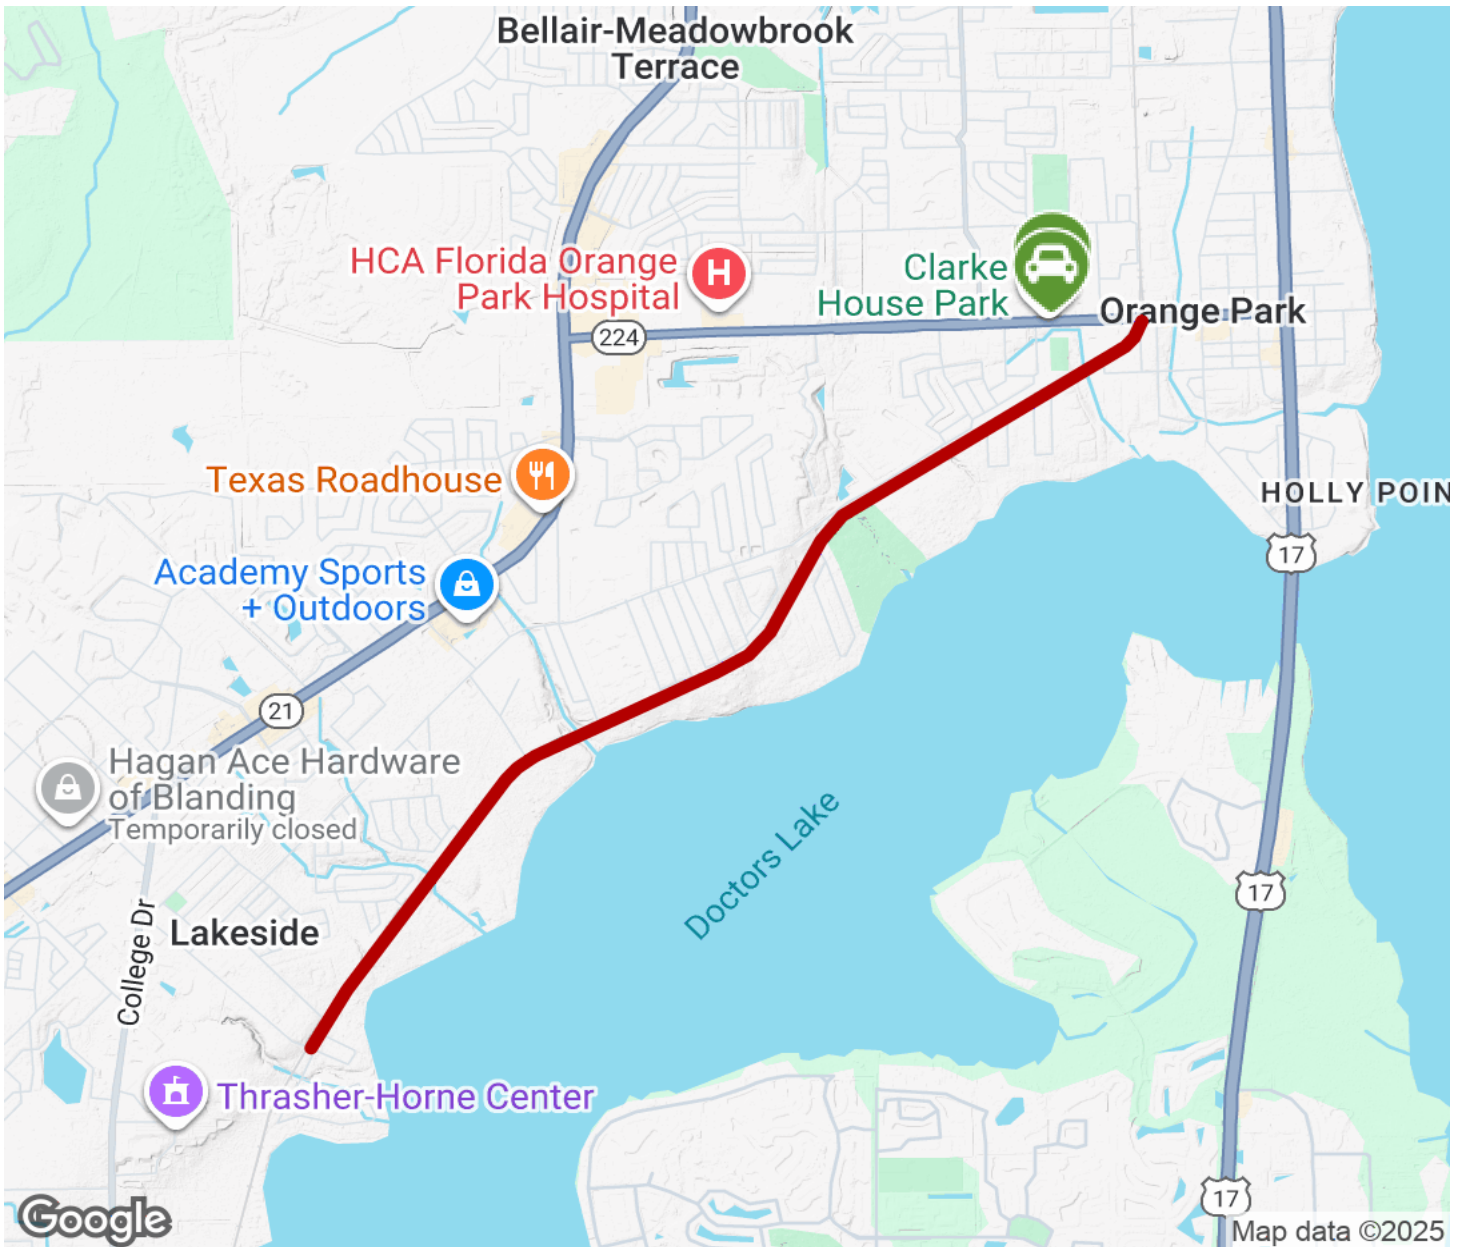 Bellair-Meadowbrook
Terrace
HCA Florida Orange
Park Hospital
H
Clarke
House Park
Orange Park
224
Texas Roadhouse
HOLLY POIN
17
Academy Sports
+ Outdoors
21
Hagan Ace Hardware
of Blanding
Temporarily closed
Doctors Lake
17
College Dr
Lakeside
Thrasher-Horne Center
17
Google
Map data ©2025